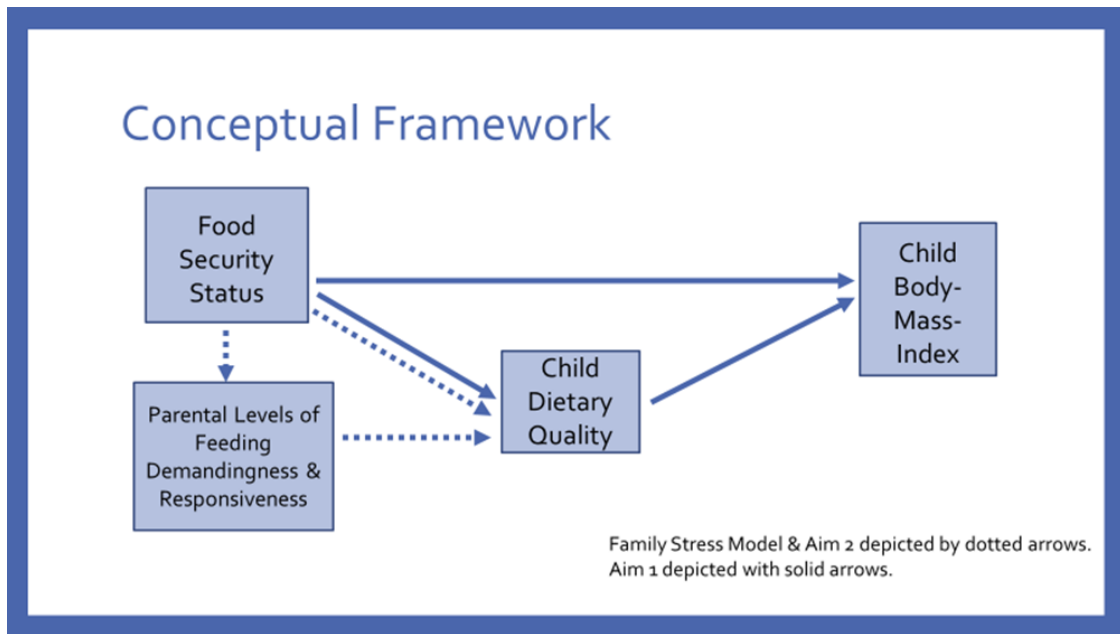 Conceptual Framework
Food
Security
Status
Child
Body-
Mass-
Index
Child
Dietary
Quality
Parental Levels of
Feeding
Demandingness &
Responsiveness
Family Stress Model & Aim 2 depicted by dotted arrows.
Aim 1 depicted with solid arrows.